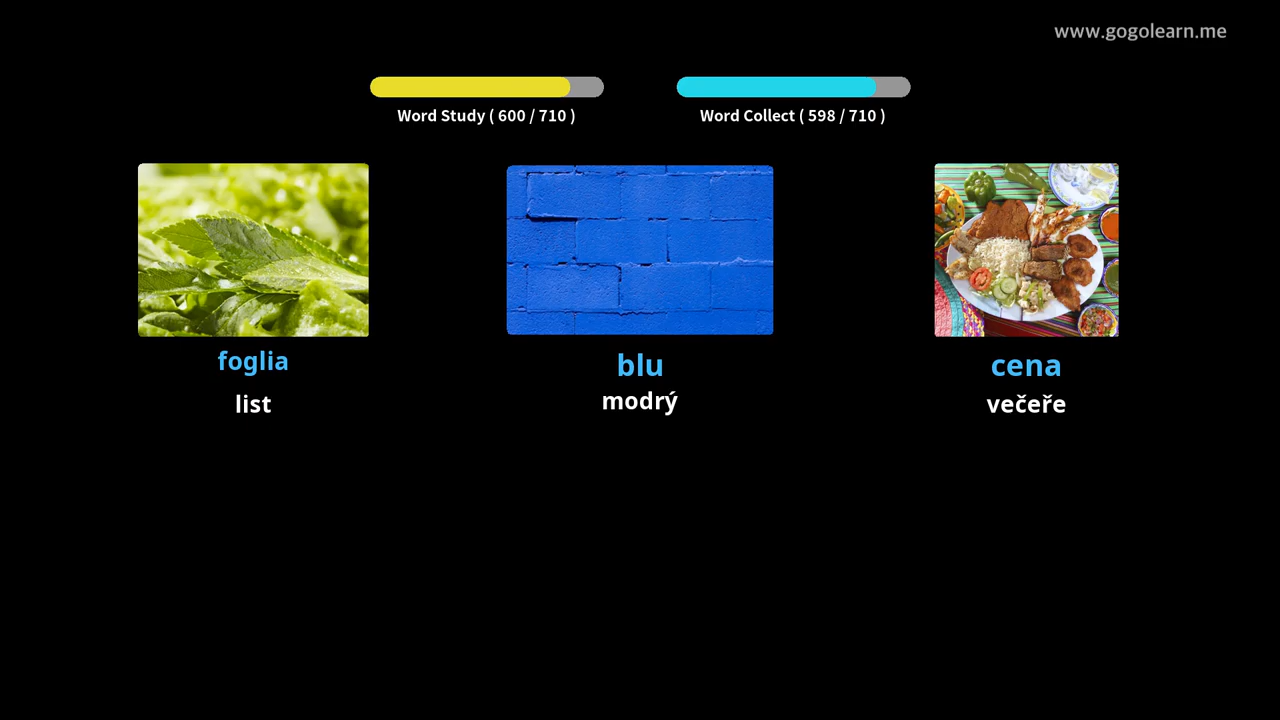 www.gogolearn.me
Word Study ( 600 / 710 )
Word Collect ( 598 / 710 )
foglia
list
blu
modrý
cena
večeře